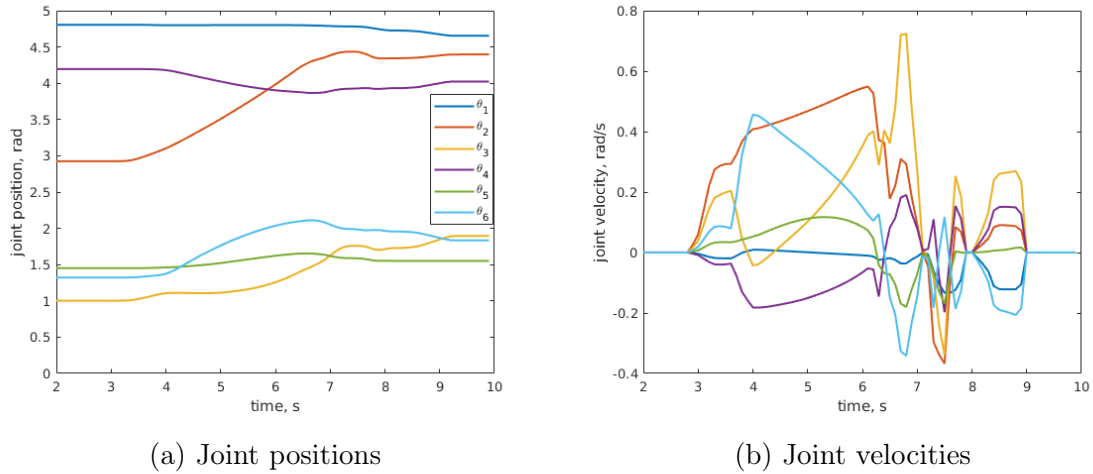 5
4.5
4
3.5
3
2.5
2
1.5
1
0.5
0
joint position, rad
θ1
θ2
θ3
θ4
θ5
θ6
2 3 4 5 6 7 8 9 10
time, s
(a) Joint positions
0.8
0.6
0.4
0.2
0
-0.2
-0.4
joint velocity, rad/s
2 3 4 5 6 7 8 9 10
time, s
(b) Joint velocities